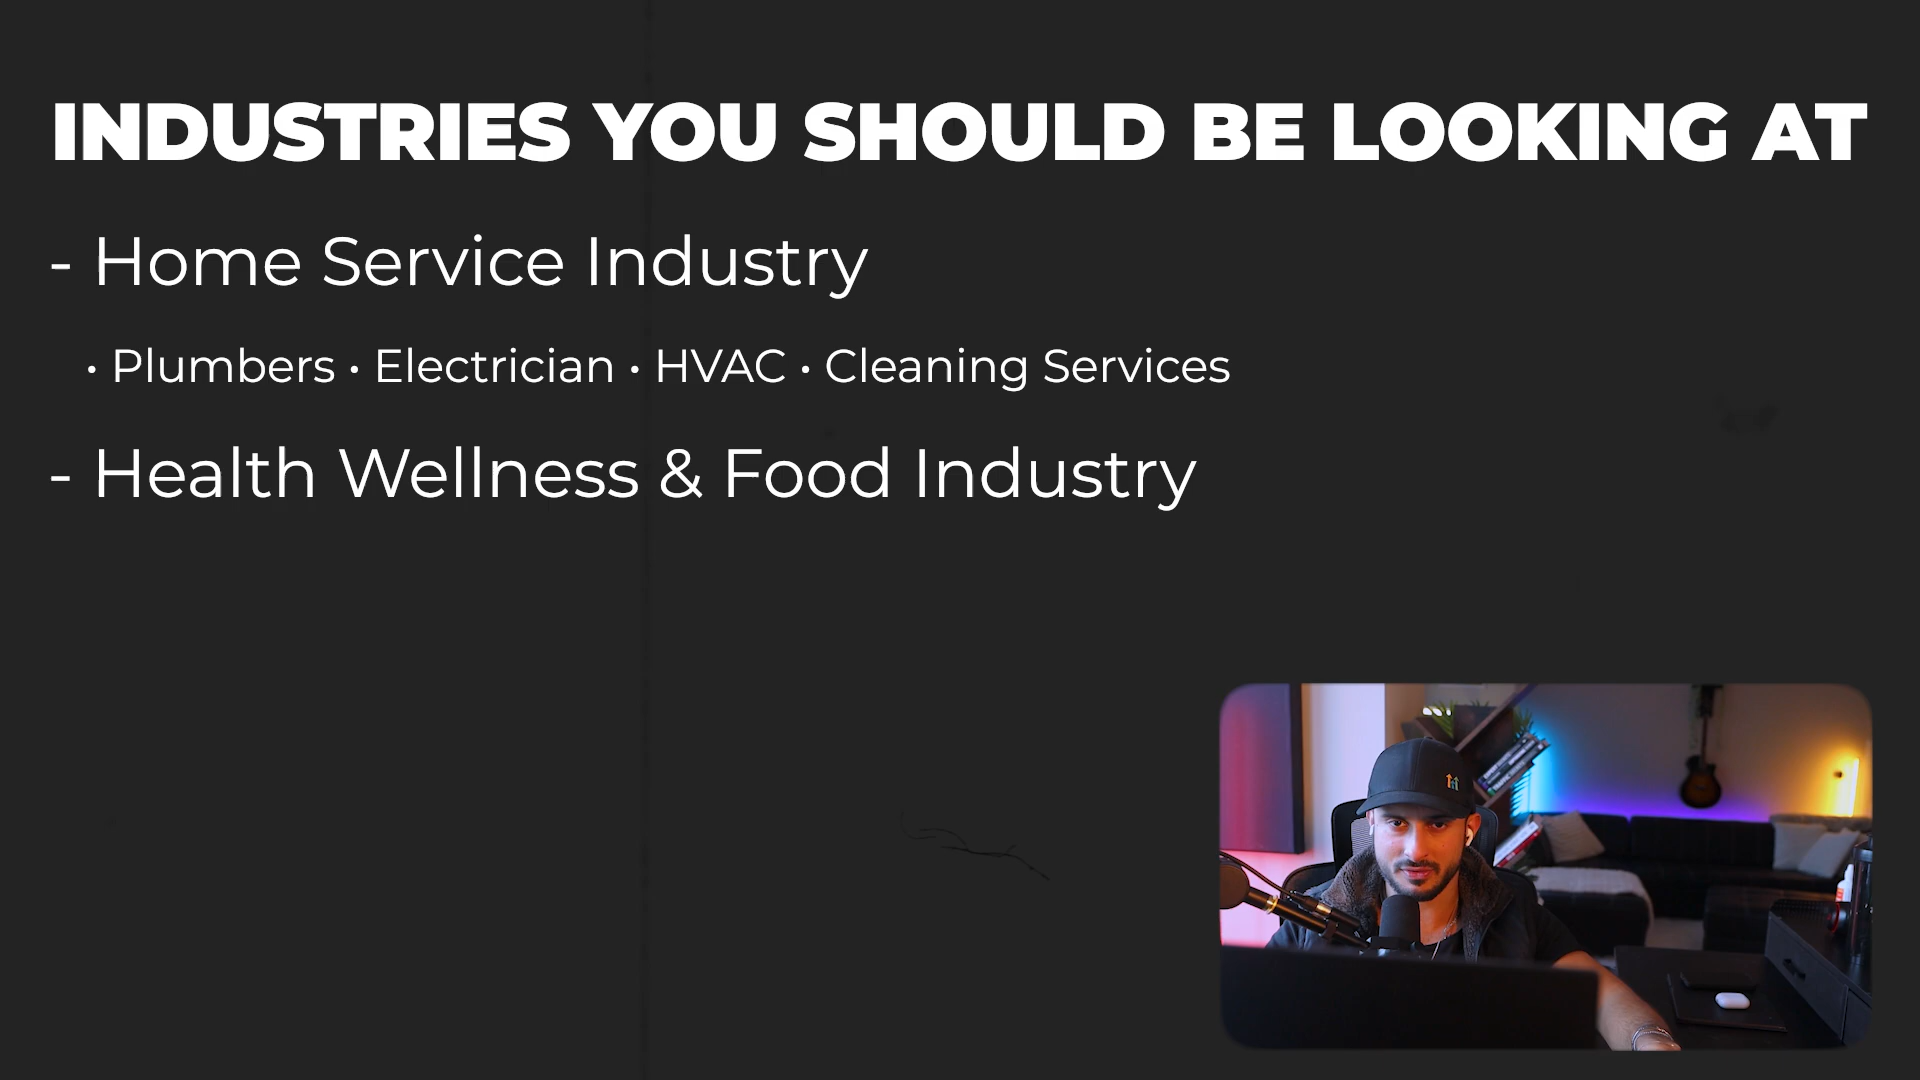 INDUSTRIES YOU SHOULD BE LOOKING AT
- Home Service Industry
• Plumbers • Electrician • HVAC • Cleaning Services
- Health Wellness & Food Industry